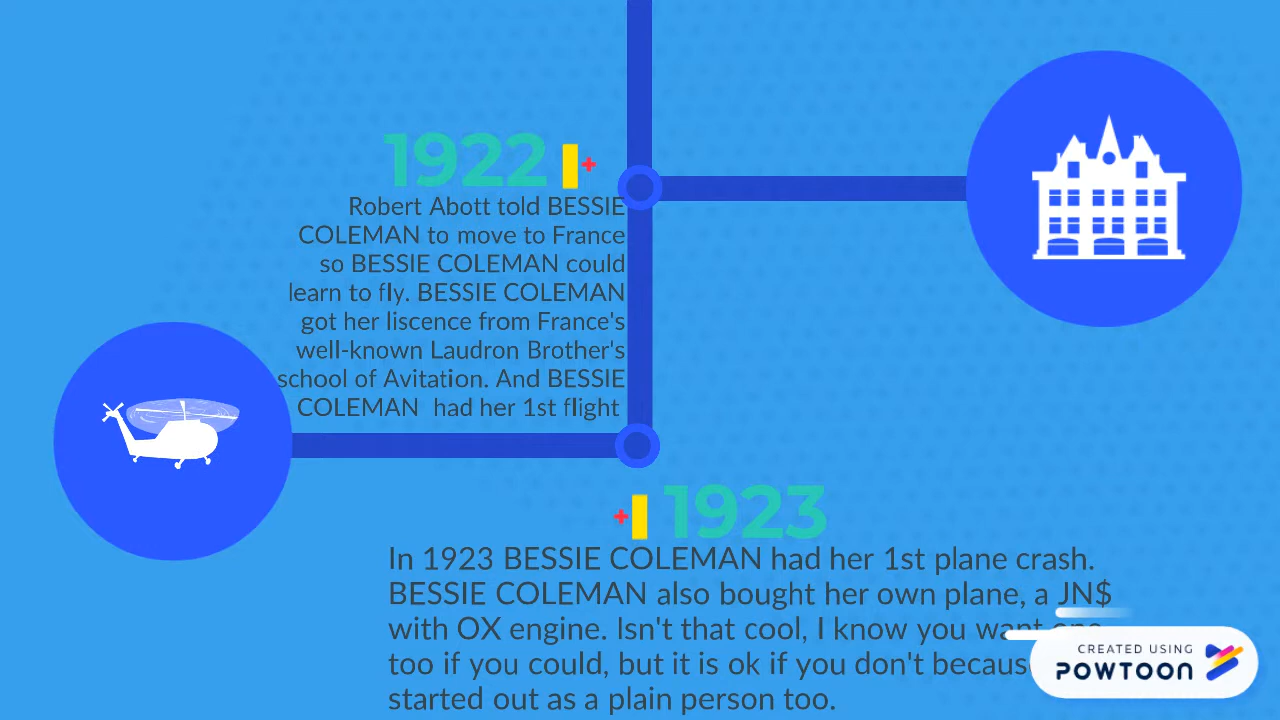 1922
Robert Abott told BESSIE
COLEMAN to move to France
so BESSIE COLEMAN could
learn to fly. BESSIE COLEMAN
got her liscence from France's
well-known Laudron Brother's
school of Avitation. And BESSIE
COLEMAN had her 1st flight
1923
In 1923 BESSIE COLEMAN had her 1st plane crash.
BESSIE COLEMAN also bought her own plane, a JN$
with OX engine. Isn't that cool, I know you want one
too if you could, but it is ok if you don't because
started out as a plain person too.
CREATED USING
POWTOON